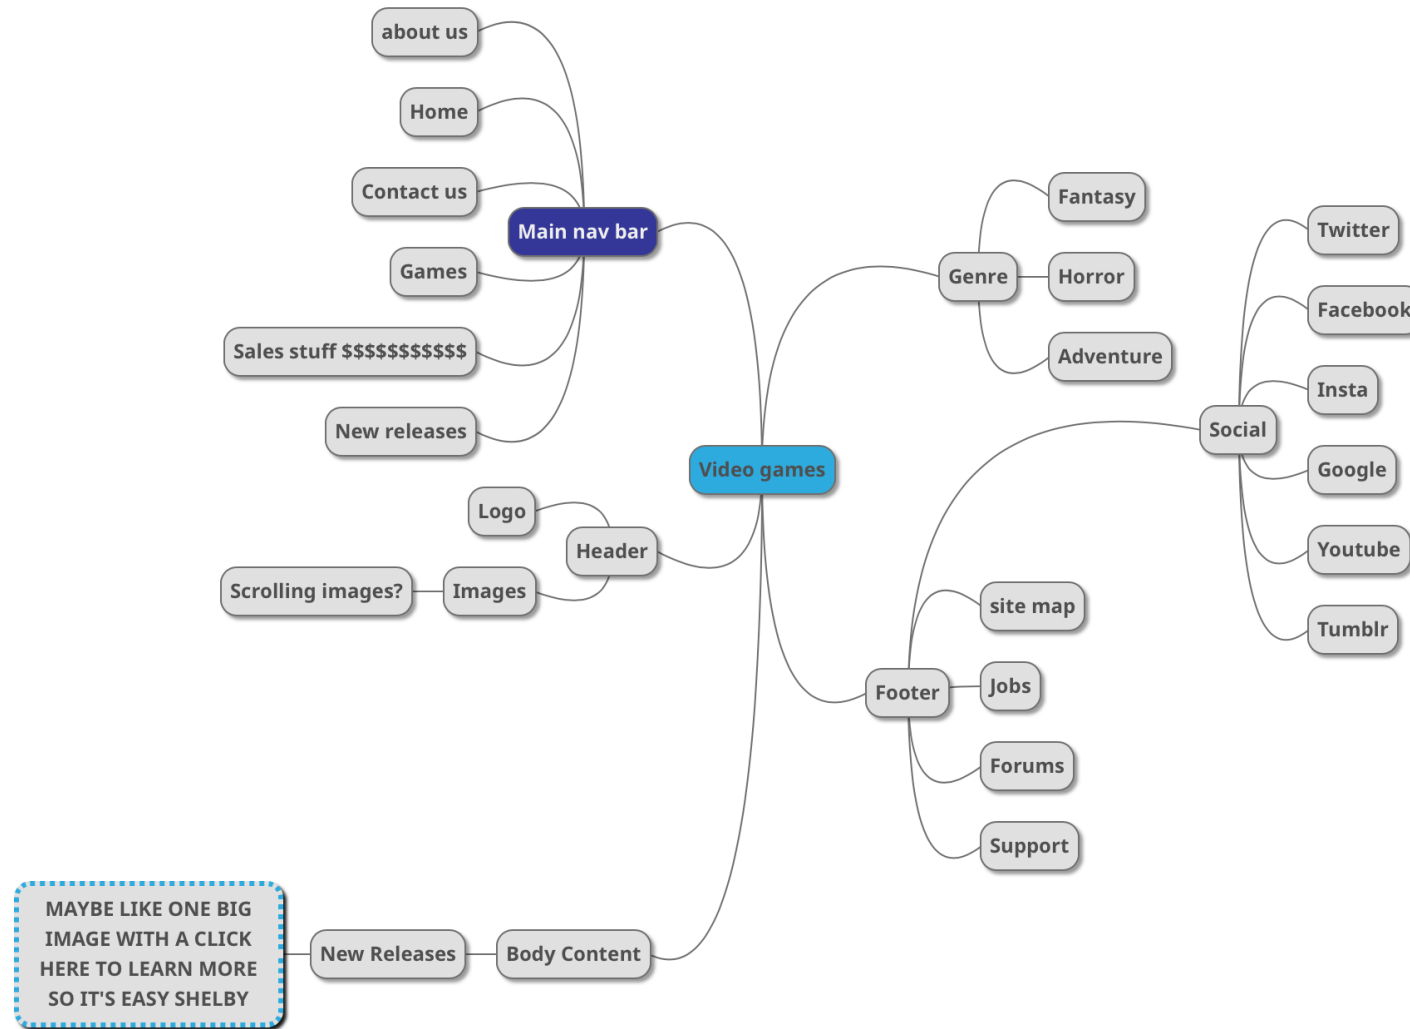 about us
Home
Contact us
Main nav bar
Games
Sales stuff $$$$$$$$$$$
New releases
Video games
Logo
Header
Images
Scrolling images?
Genre
Fantasy
Horror
Adventure
Social
Twitter
Facebook
Insta
Google
Youtube
Tumblr
Footer
site map
Jobs
Forums
Support
Body Content
New Releases
MAYBE LIKE ONE BIG
IMAGE WITH A CLICK
HERE TO LEARN MORE
SO IT'S EASY SHELBY